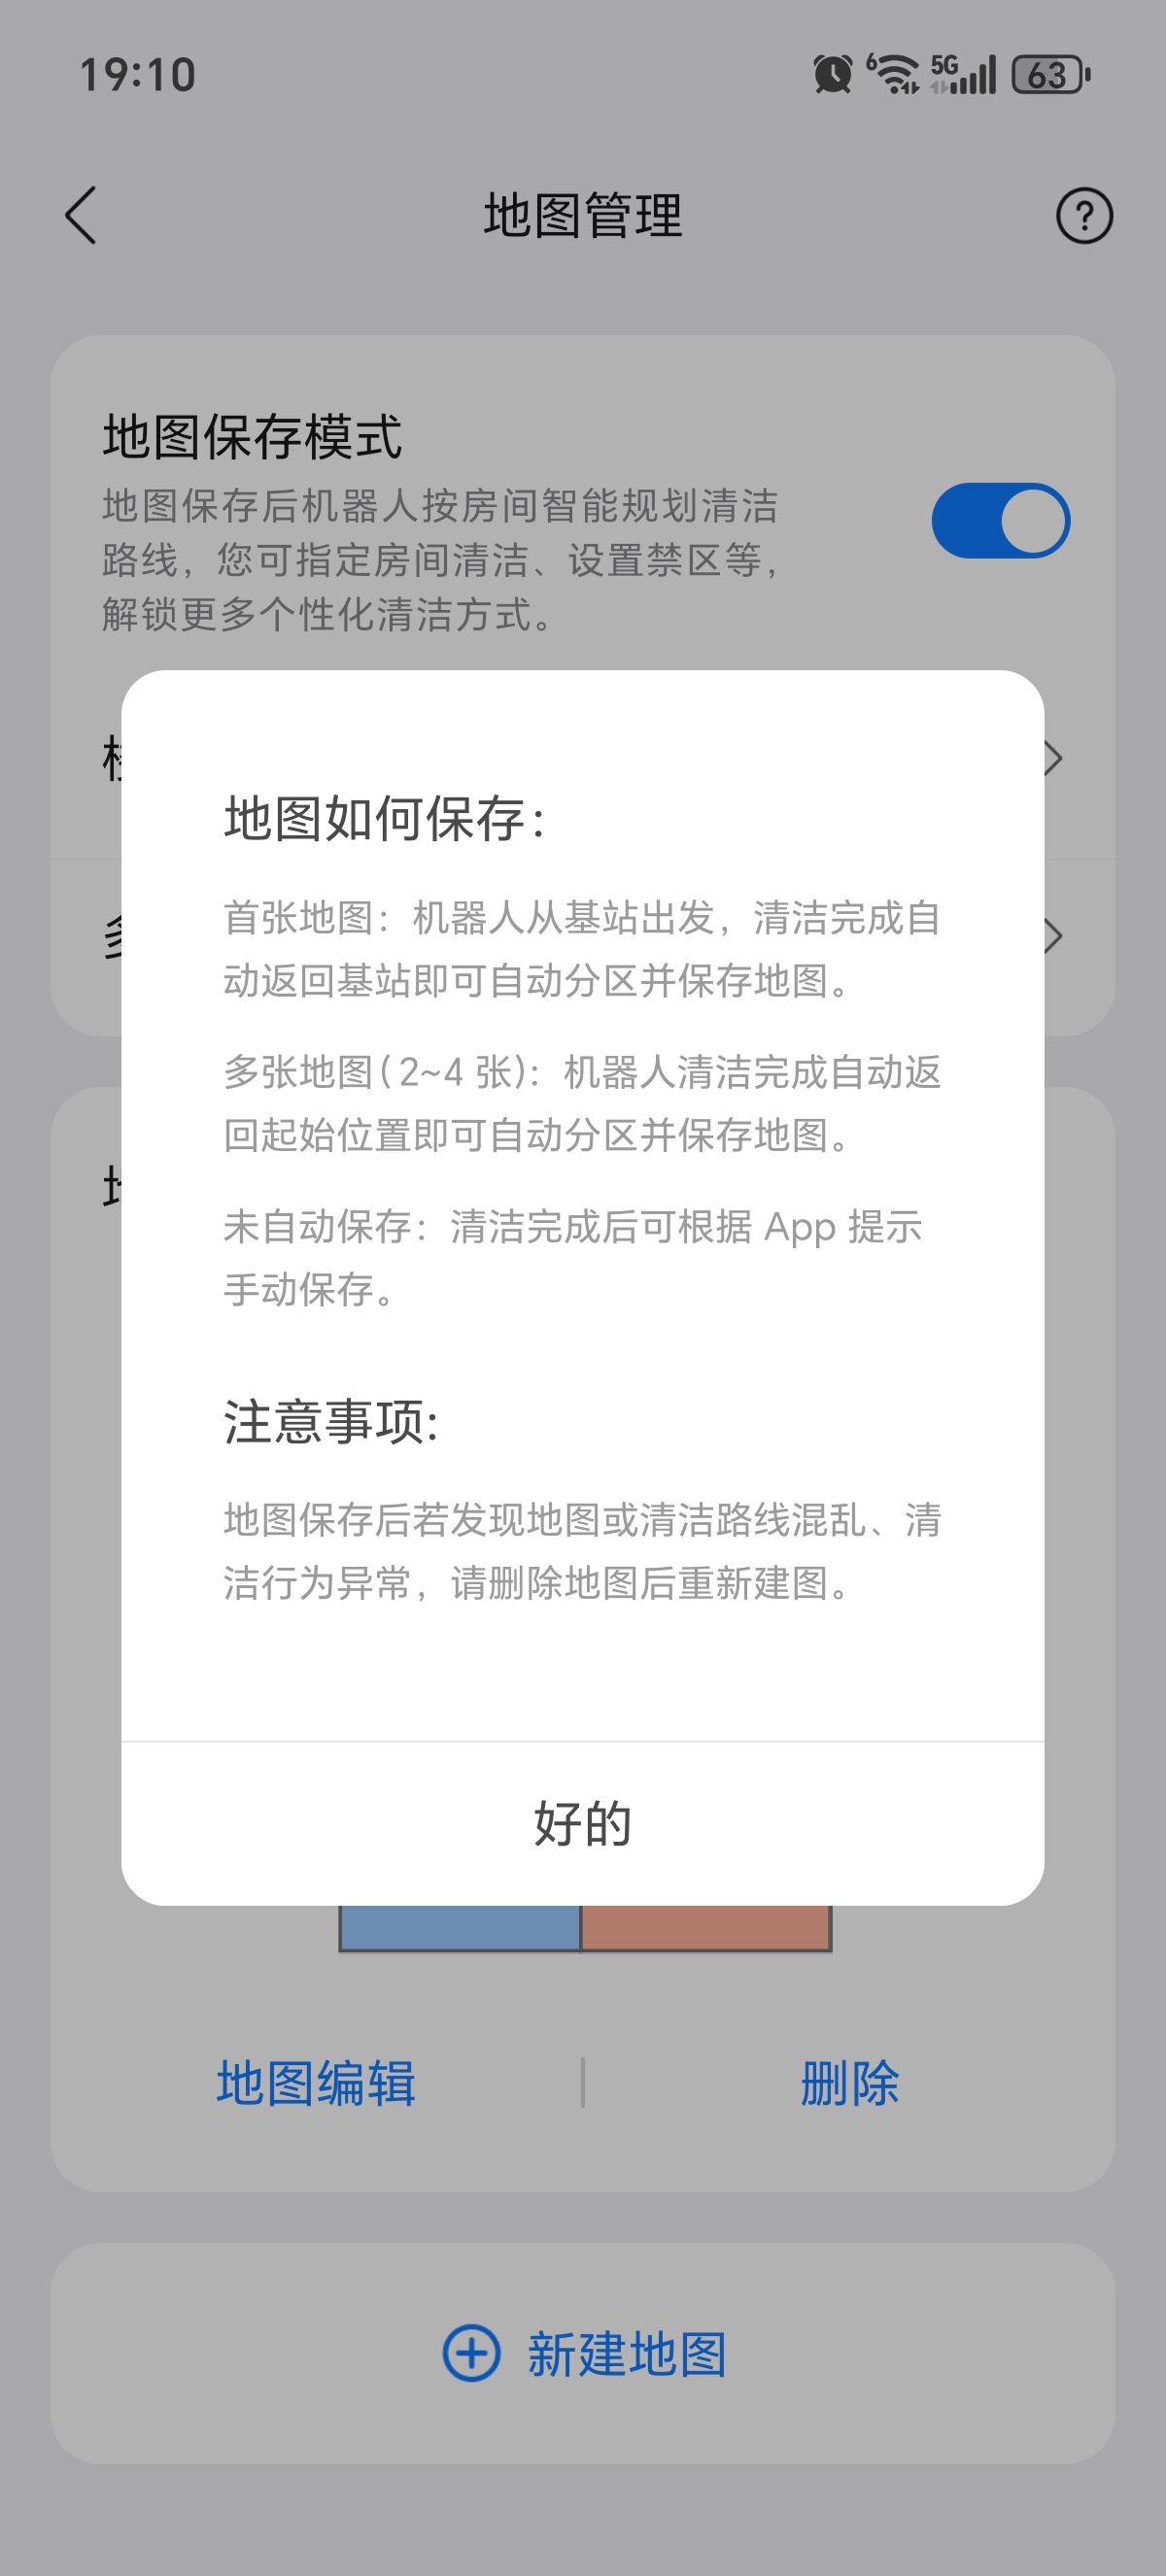 19:10
6
5G
63
地图管理
?
地图保存模式
地图保存后机器人按房间智能规划清洁
路线，您可指定房间清洁、设置禁区等，
解锁更多个性化清洁方式。
地图如何保存：
首张地图：机器人从基站出发，清洁完成自
动返回基站即可自动分区并保存地图。
多张地图(2~4 张)：机器人清洁完成自动返
回起始位置即可自动分区并保存地图。
未自动保存：清洁完成后可根据 App 提示
手动保存。
注意事项:
地图保存后若发现地图或清洁路线混乱、清
洁行为异常，请删除地图后重新建图。
好的
地图编辑
删除
新建地图